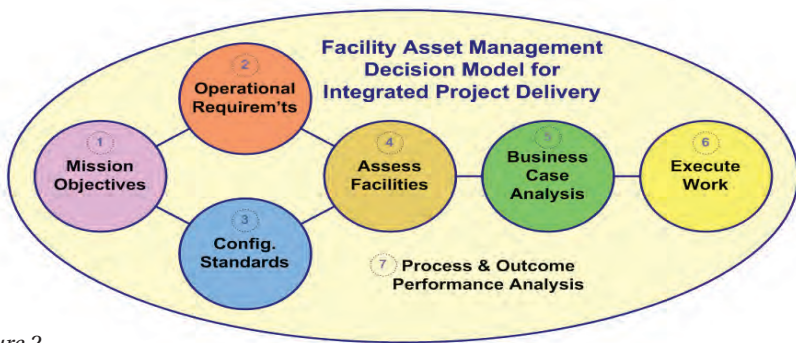 Facility Asset Management
Decision Model for
Integrated Project Delivery
1
Mission
Objectives
2
Operational
Requirem'ts
3
Config.
Standards
4
Assess
Facilities
5
Business
Case
Analysis
6
Execute
Work
7 Process & Outcome
Performance Analysis